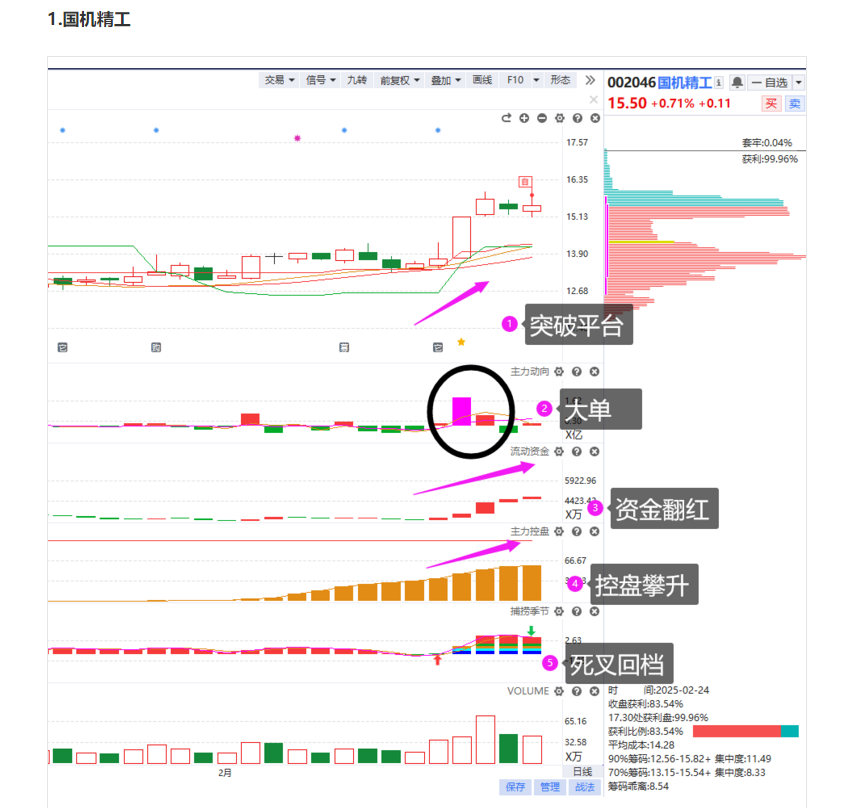 1.国机精工
交易 信号 九转 前复权 叠加 画线 F10 形态
002046国机精工
自选
15.50 +0.71% +0.11
买 卖
套牢:0.04%
获利:99.96%
17.57
16.35
15.13
13.90
12.68
自
1 突破平台
主力动向
2 大单
X亿
流动资金
5922.96
4423.43
X万
3 资金翻红
主力控盘
66.67
4 控盘攀升
捕捞季节
2.63
5 死叉回档
VOLUME
65.16
32.58
X万
2月
日线
保存 管理 战法
时 间:2025-02-24
收盘获利:83.54%
17.30处获利盘:99.96%
获利比例:83.54%
平均成本:14.28
90%筹码:12.56-15.82+ 集中度:11.49
70%筹码:13.15-15.54+ 集中度:8.33
筹码乖离:8.54